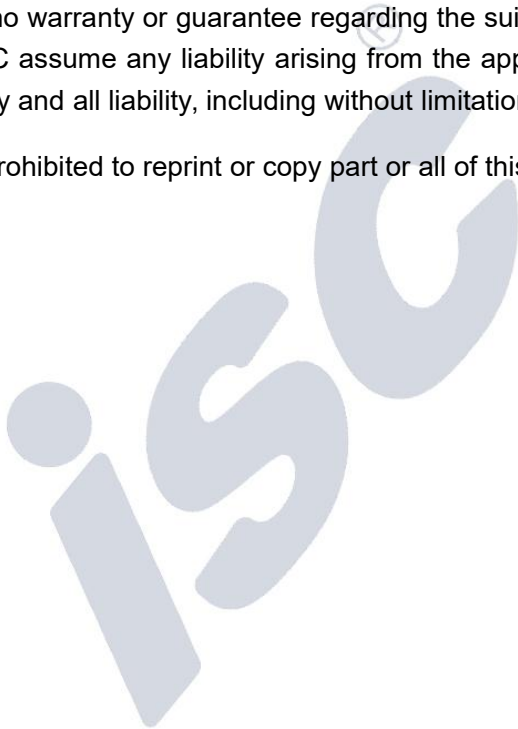 no warranty or guarantee regarding the sui
C assume any liability arising from the app
y and all liability, including without limitation
rohibited to reprint or copy part or all of this
isc
®